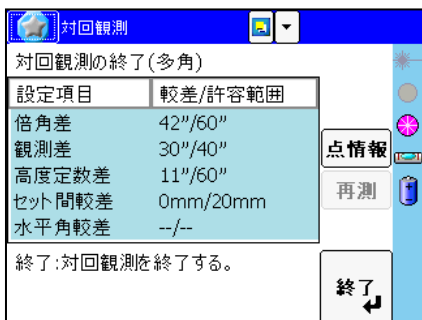 対回観測
対回観測の終了(多角)
設定項目 較差/許容範囲
倍角差 42"/60"
観測差 30"/40"
高度定数差 11"/60"
セット間較差 0mm/20mm
水平角較差 --/--
点情報
再測
終了:対回観測を終了する。
終了